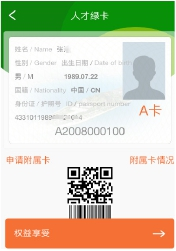 人才绿卡
姓名 / Name 张沅
性别 / Gender 出生日期 / Date of birth
男 / M 1989.07.22
国籍 / Nationality 中国 / CN
身份证 / 护照号 ID / passport number
A卡
A2008000100
申请附属卡 附属卡情况
权益享受